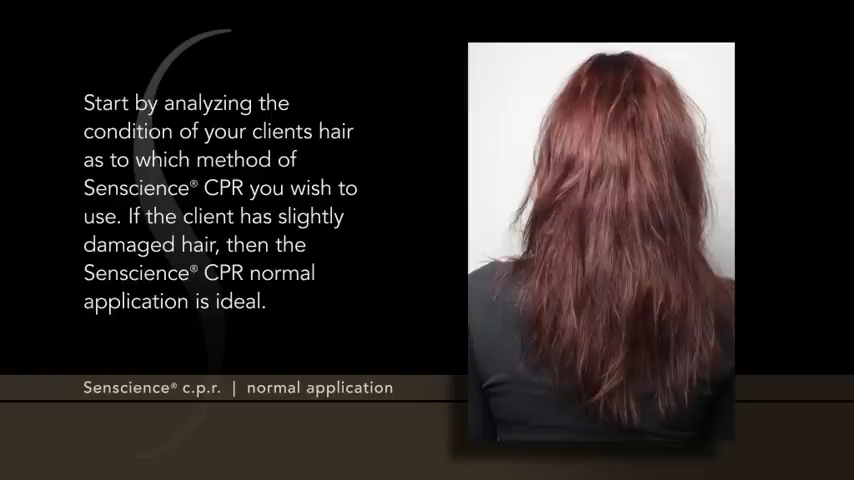 Start by analyzing the
condition of your clients hair
as to which method of
Senscience® CPR you wish to
use. If the client has slightly
damaged hair, then the
Senscience® CPR normal
application is ideal.
Senscience® c.p.r. | normal application